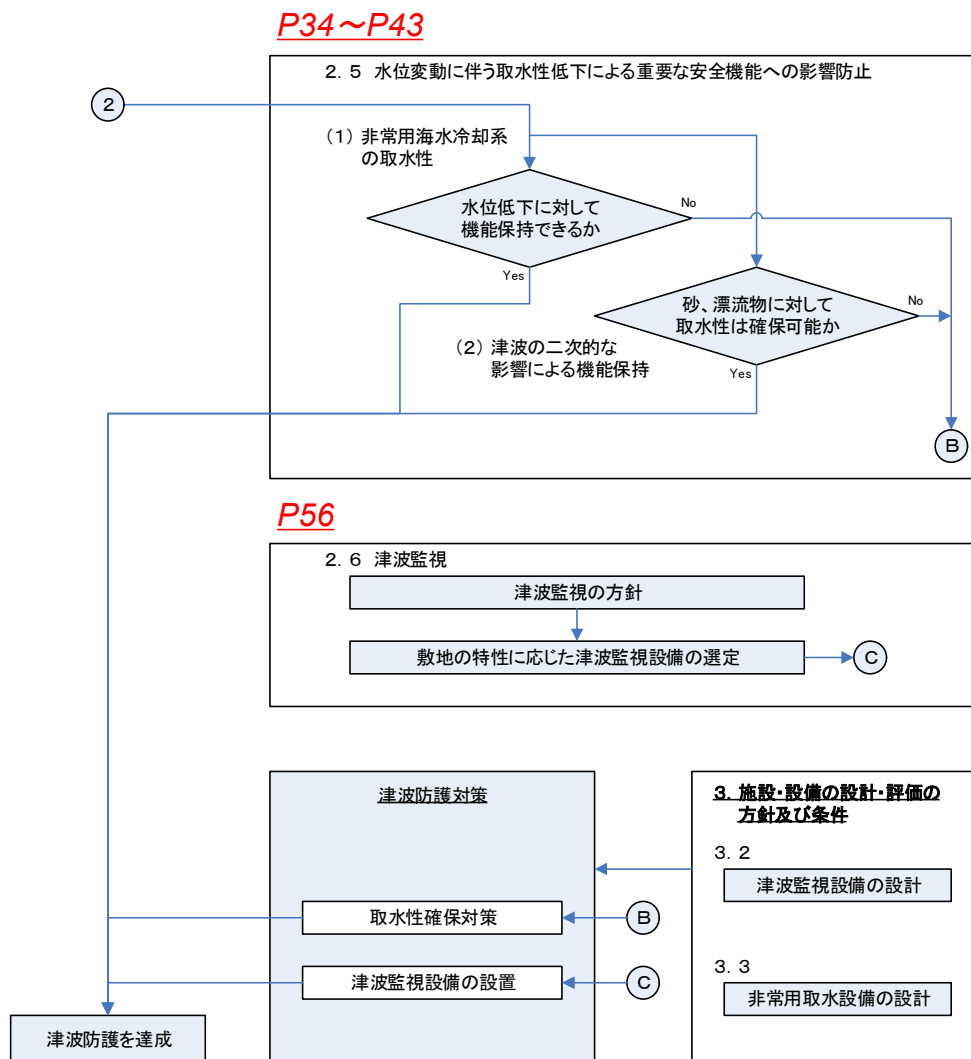 P34～P43
2．5 水位変動に伴う取水性低下による重要な安全機能への影響防止
2
（1）非常用海水冷却系
の取水性
水位低下に対して
機能保持できるか
No
Yes
砂、漂流物に対して
取水性は確保可能か
No
（2）津波の二次的な
影響による機能保持
Yes
B
P56
2．6 津波監視
津波監視の方針
敷地の特性に応じた津波監視設備の選定
C
津波防護対策
取水性確保対策
B
津波監視設備の設置
C
3．施設・設備の設計・評価の
方針及び条件
3．2
津波監視設備の設計
3．3
非常用取水設備の設計
津波防護を達成